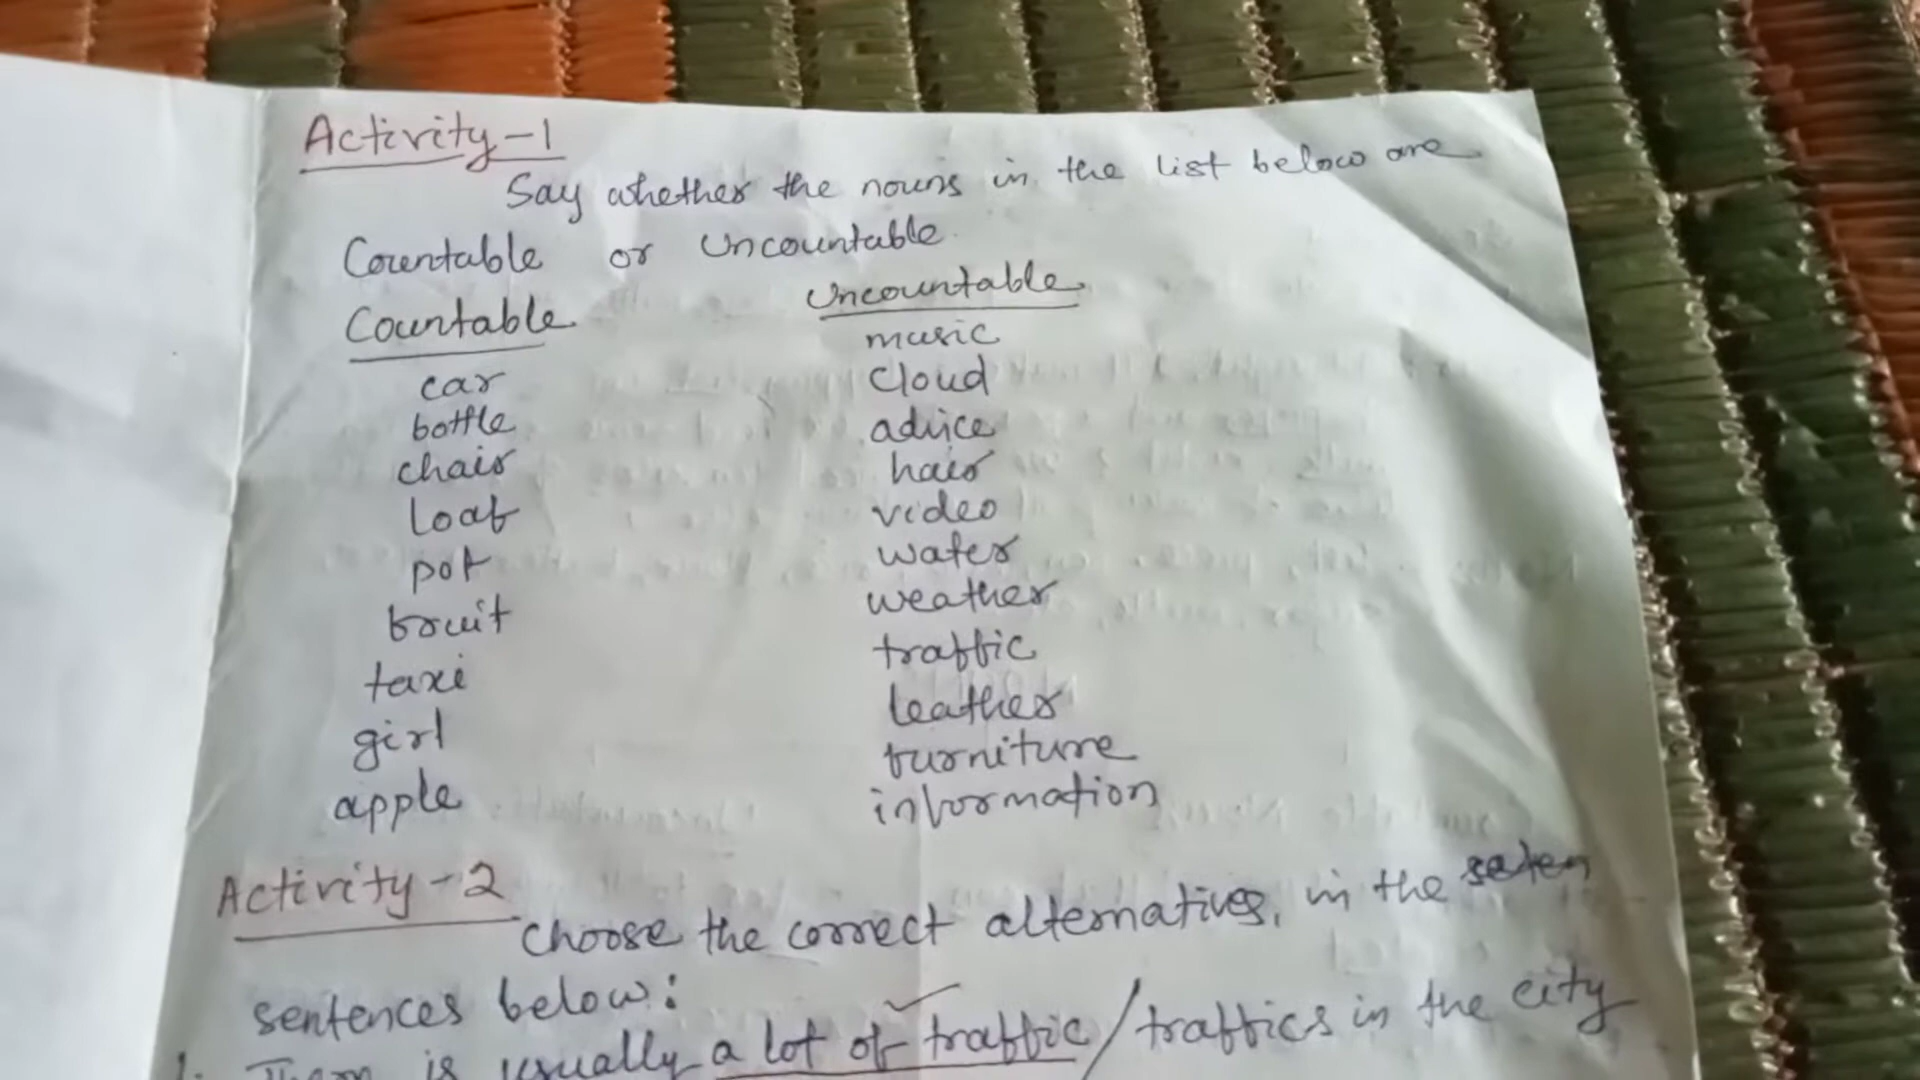 Activity-1
Say whether the nouns in the list below are
Countable or Uncountable.
Countable
Uncountable
car
bottle
chair
loaf
pot
fruit
taxi
girl
apple
music
cloud
advice
hair
video
water
weather
traffic
leather
furniture
information
Activity-2
Choose the correct alternatives, in the
sentences below:
1. There is usually a lot of traffic/traffics in the city